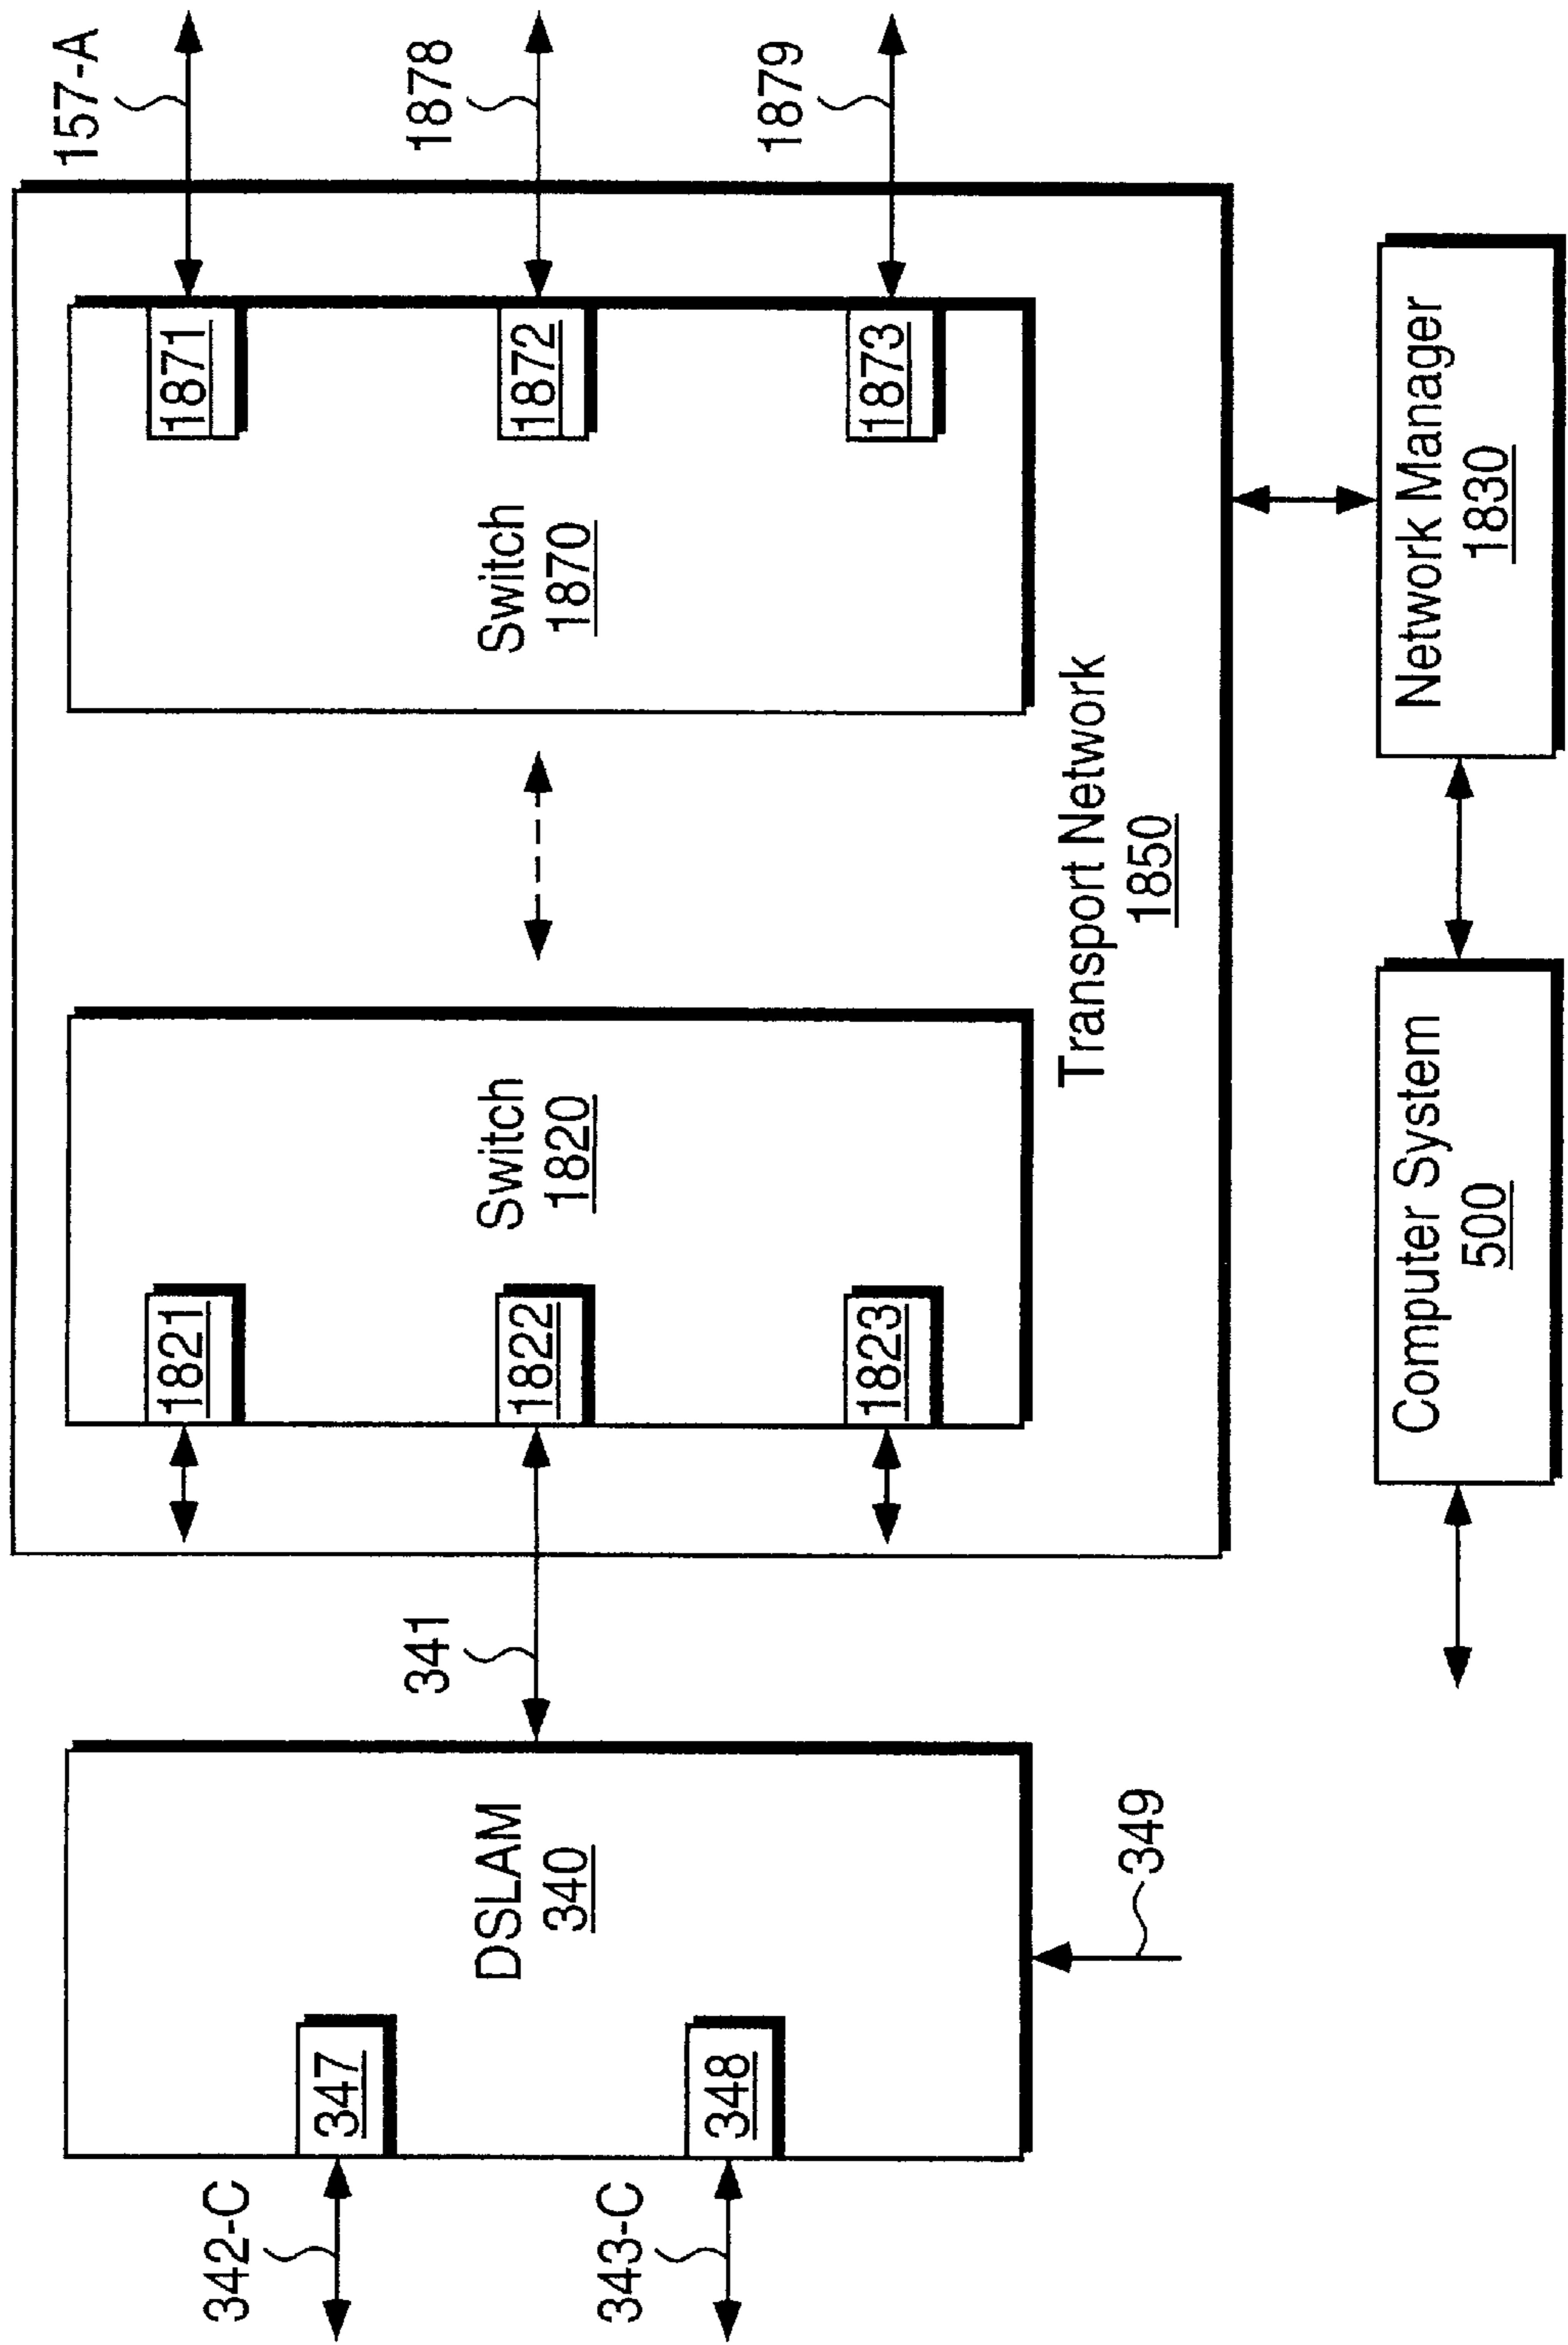 342-C
343-C
347
348
DSLAM
340
349
341
1821
1822
1823
Switch
1820
Switch
1870
1871
1872
1873
157-A
1878
1879
Transport Network
1850
Computer System
500
Network Manager
1830